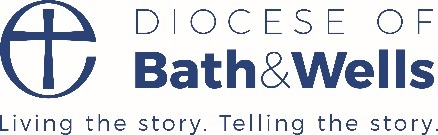 DIOCESE OF
Bath&Wells
Living the story. Telling the story.